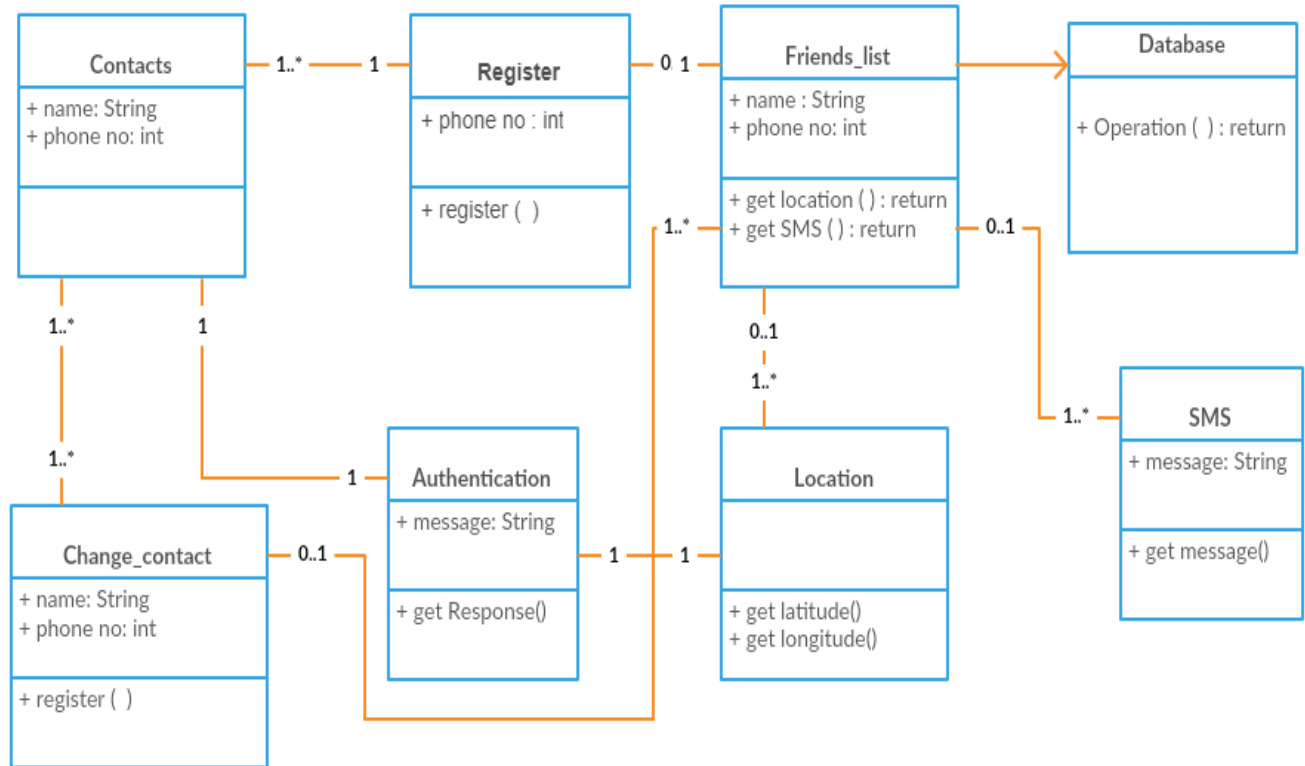 Contacts
+ name: String
+ phone no: int
1..*
1
Register
+ phone no : int
+ register (  )
0 1
Friends_list
+ name : String
+ phone no: int
+ get location ( ) : return
+ get SMS ( ) : return
Database
+ Operation (  ) : return
1..*
0..1
1..*
1
0..1
1..*
1..*
SMS
+ message: String
+ get message()
1..*
1
Authentication
+ message: String
+ get Response()
1
1
Location
+ get latitude()
+ get longitude()
Change_contact
+ name: String
+ phone no: int
+ register (  )
0..1